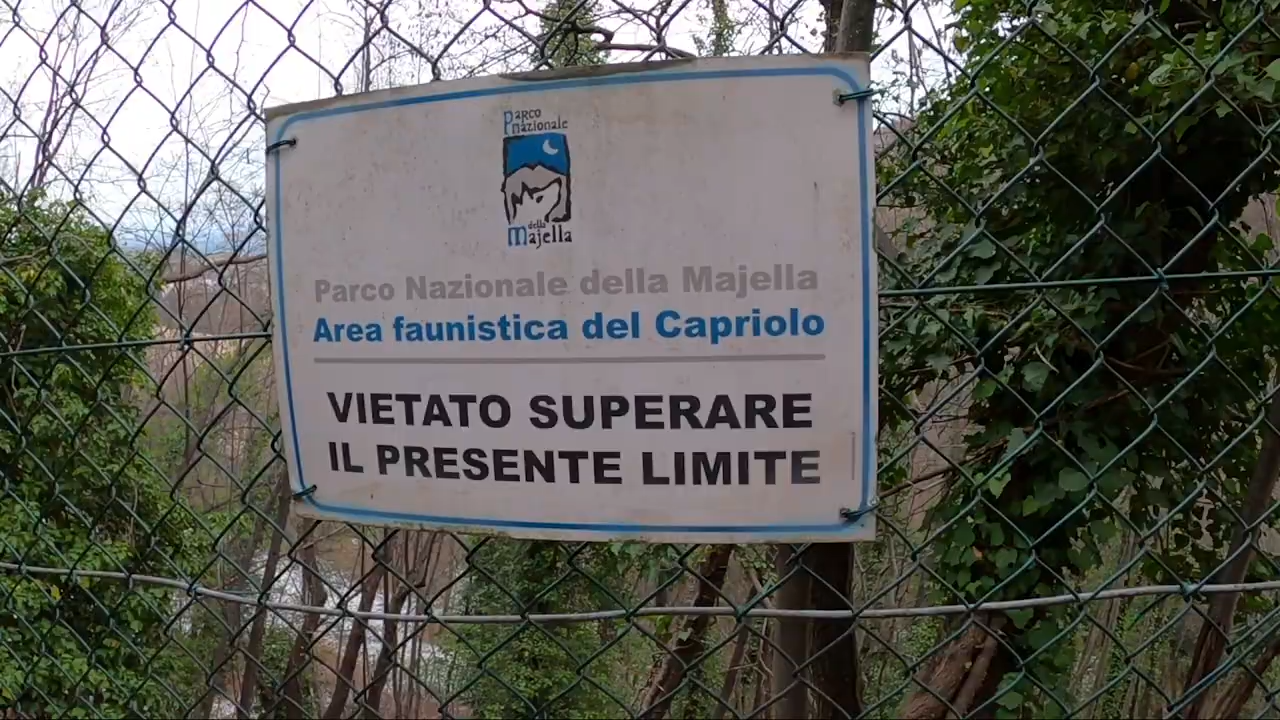 Parco
Nazionale
della
Majella
Parco Nazionale della Majella
Area faunistica del Capriolo
VIETATO SUPERARE
IL PRESENTE LIMITE